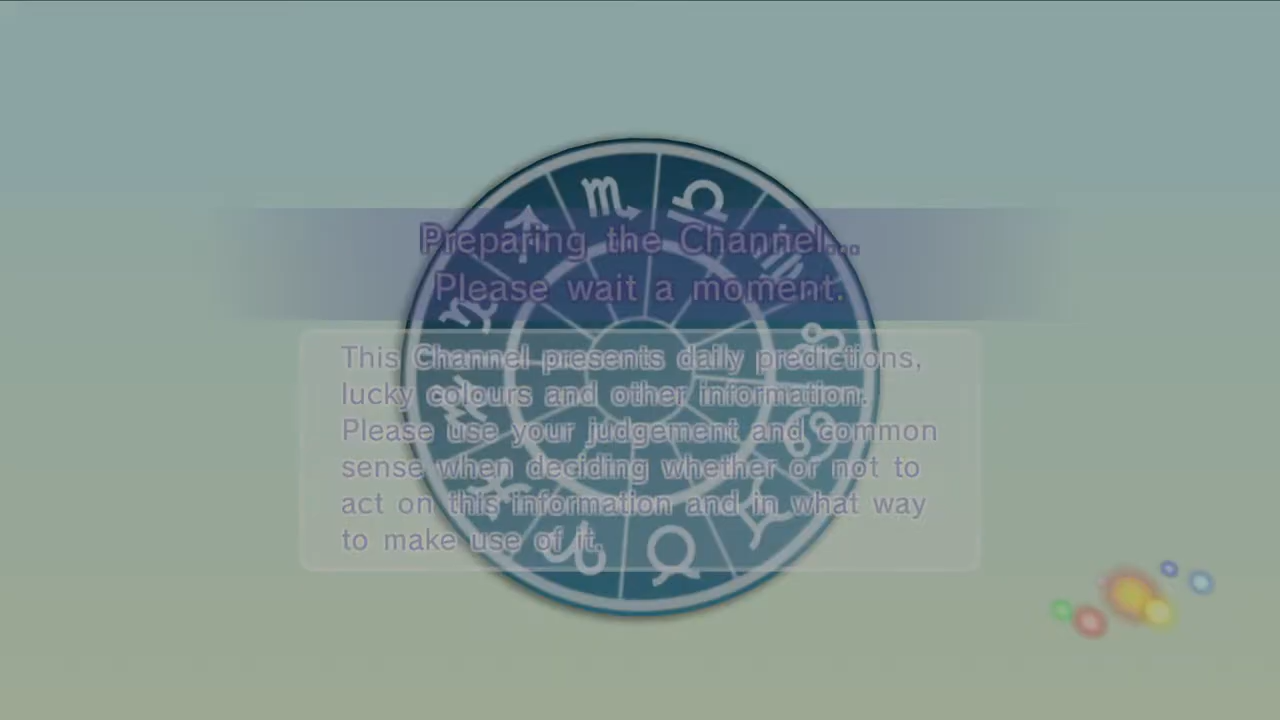 Preparing the Channel...
Please wait a moment.
This Channel presents daily predictions,
lucky colours and other information.
Please use your judgement and common
sense when deciding whether or not to
act on this information and in what way
to make use of it.